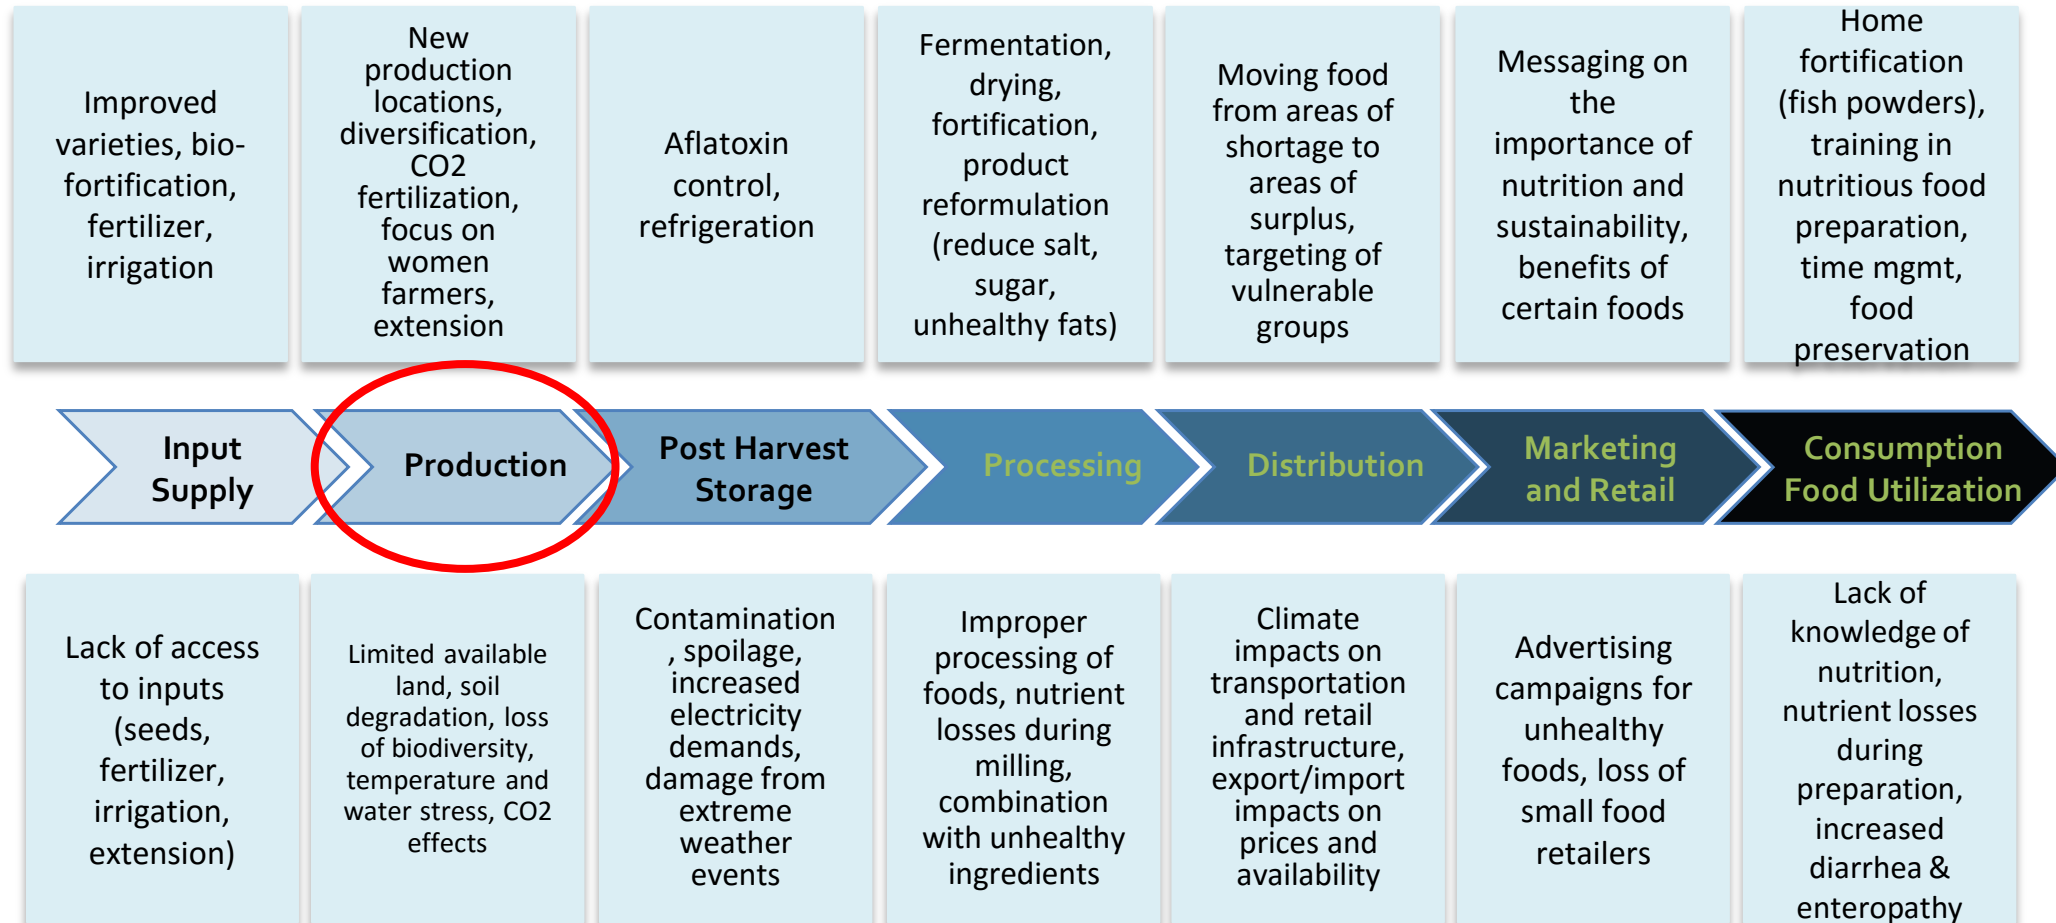 Improved
varieties, bio-
fortification,
fertilizer,
irrigation
New
production
locations,
diversification,
CO2
fertilization,
focus on
women
farmers,
extension
Aflatoxin
control,
refrigeration
Fermentation,
drying,
fortification,
product
reformulation
(reduce salt,
sugar,
unhealthy fats)
Moving food
from areas of
shortage to
areas of
surplus,
targeting of
vulnerable
groups
Messaging on
the
importance of
nutrition and
sustainability,
benefits of
certain foods
Home
fortification
(fish powders),
training in
nutritious food
preparation,
time mgmt,
food
preservation
Input
Supply
Production
Post Harvest
Storage
Processing
Distribution
Marketing
and Retail
Consumption
Food Utilization
Lack of access
to inputs
(seeds,
fertilizer,
irrigation,
extension)
Limited available
land, soil
degradation, loss
of biodiversity,
temperature and
water stress, CO2
effects
Contamination
, spoilage,
increased
electricity
demands,
damage from
extreme
weather
events
Improper
processing of
foods, nutrient
losses during
milling,
combination
with unhealthy
ingredients
Climate
impacts on
transportation
and retail
infrastructure,
export/import
impacts on
prices and
availability
Advertising
campaigns for
unhealthy
foods, loss of
small food
retailers
Lack of
knowledge of
nutrition,
nutrient losses
during
preparation,
increased
diarrhea &
enteropathy